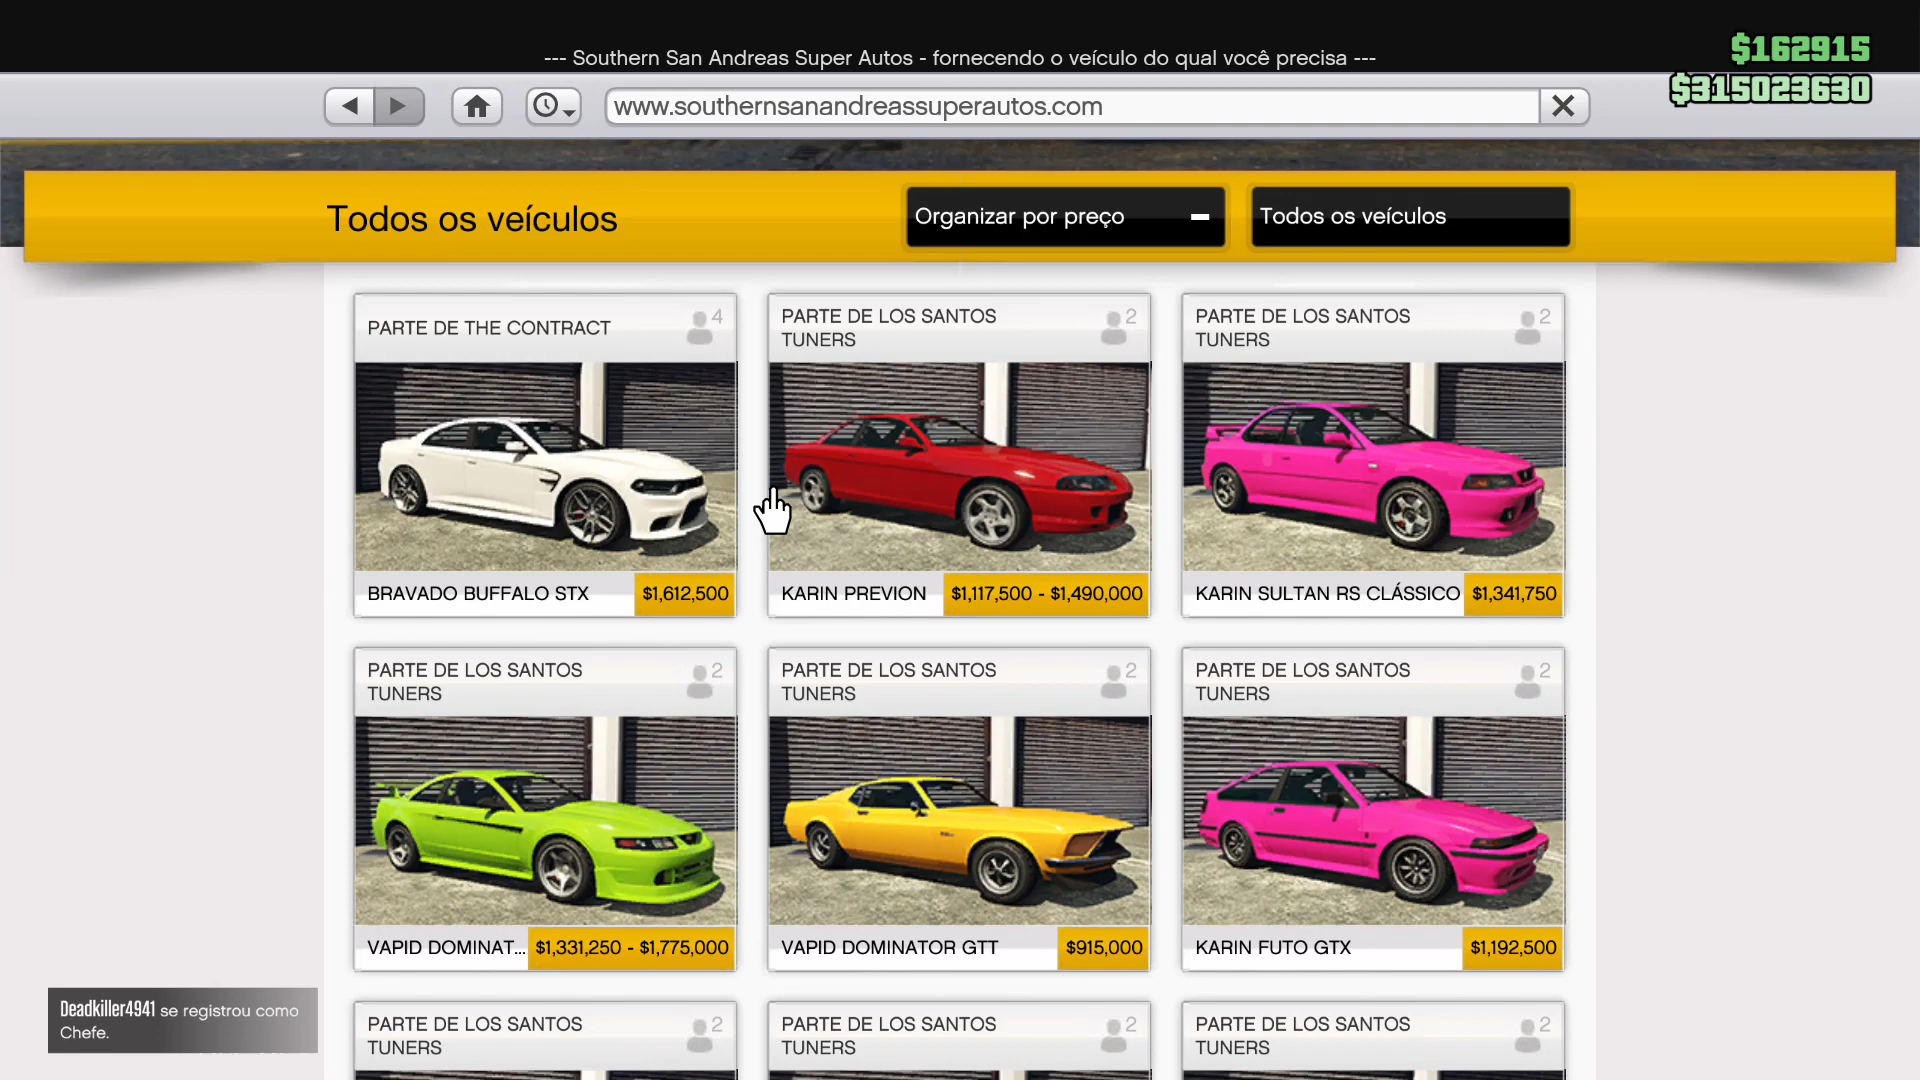 --- Southern San Andreas Super Autos - fornecendo o veículo do qual você precisa ---
$162915
$315023630
www.southernsanandreassuperautos.com
Todos os veículos
Organizar por preço
Todos os veículos
PARTE DE THE CONTRACT
4
BRAVADO BUFFALO STX
$1,612,500
PARTE DE LOS SANTOS
TUNERS
2
KARIN PREVION
$1,117,500 - $1,490,000
PARTE DE LOS SANTOS
TUNERS
2
KARIN SULTAN RS CLÁSSICO
$1,341,750
PARTE DE LOS SANTOS
TUNERS
2
VAPID DOMINAT...
$1,331,250 - $1,775,000
PARTE DE LOS SANTOS
TUNERS
2
VAPID DOMINATOR GTT
$915,000
PARTE DE LOS SANTOS
TUNERS
2
KARIN FUTO GTX
$1,192,500
PARTE DE LOS SANTOS
TUNERS
2
PARTE DE LOS SANTOS
TUNERS
2
PARTE DE LOS SANTOS
TUNERS
2
Deadkiller4941 se registrou como
Chefe.